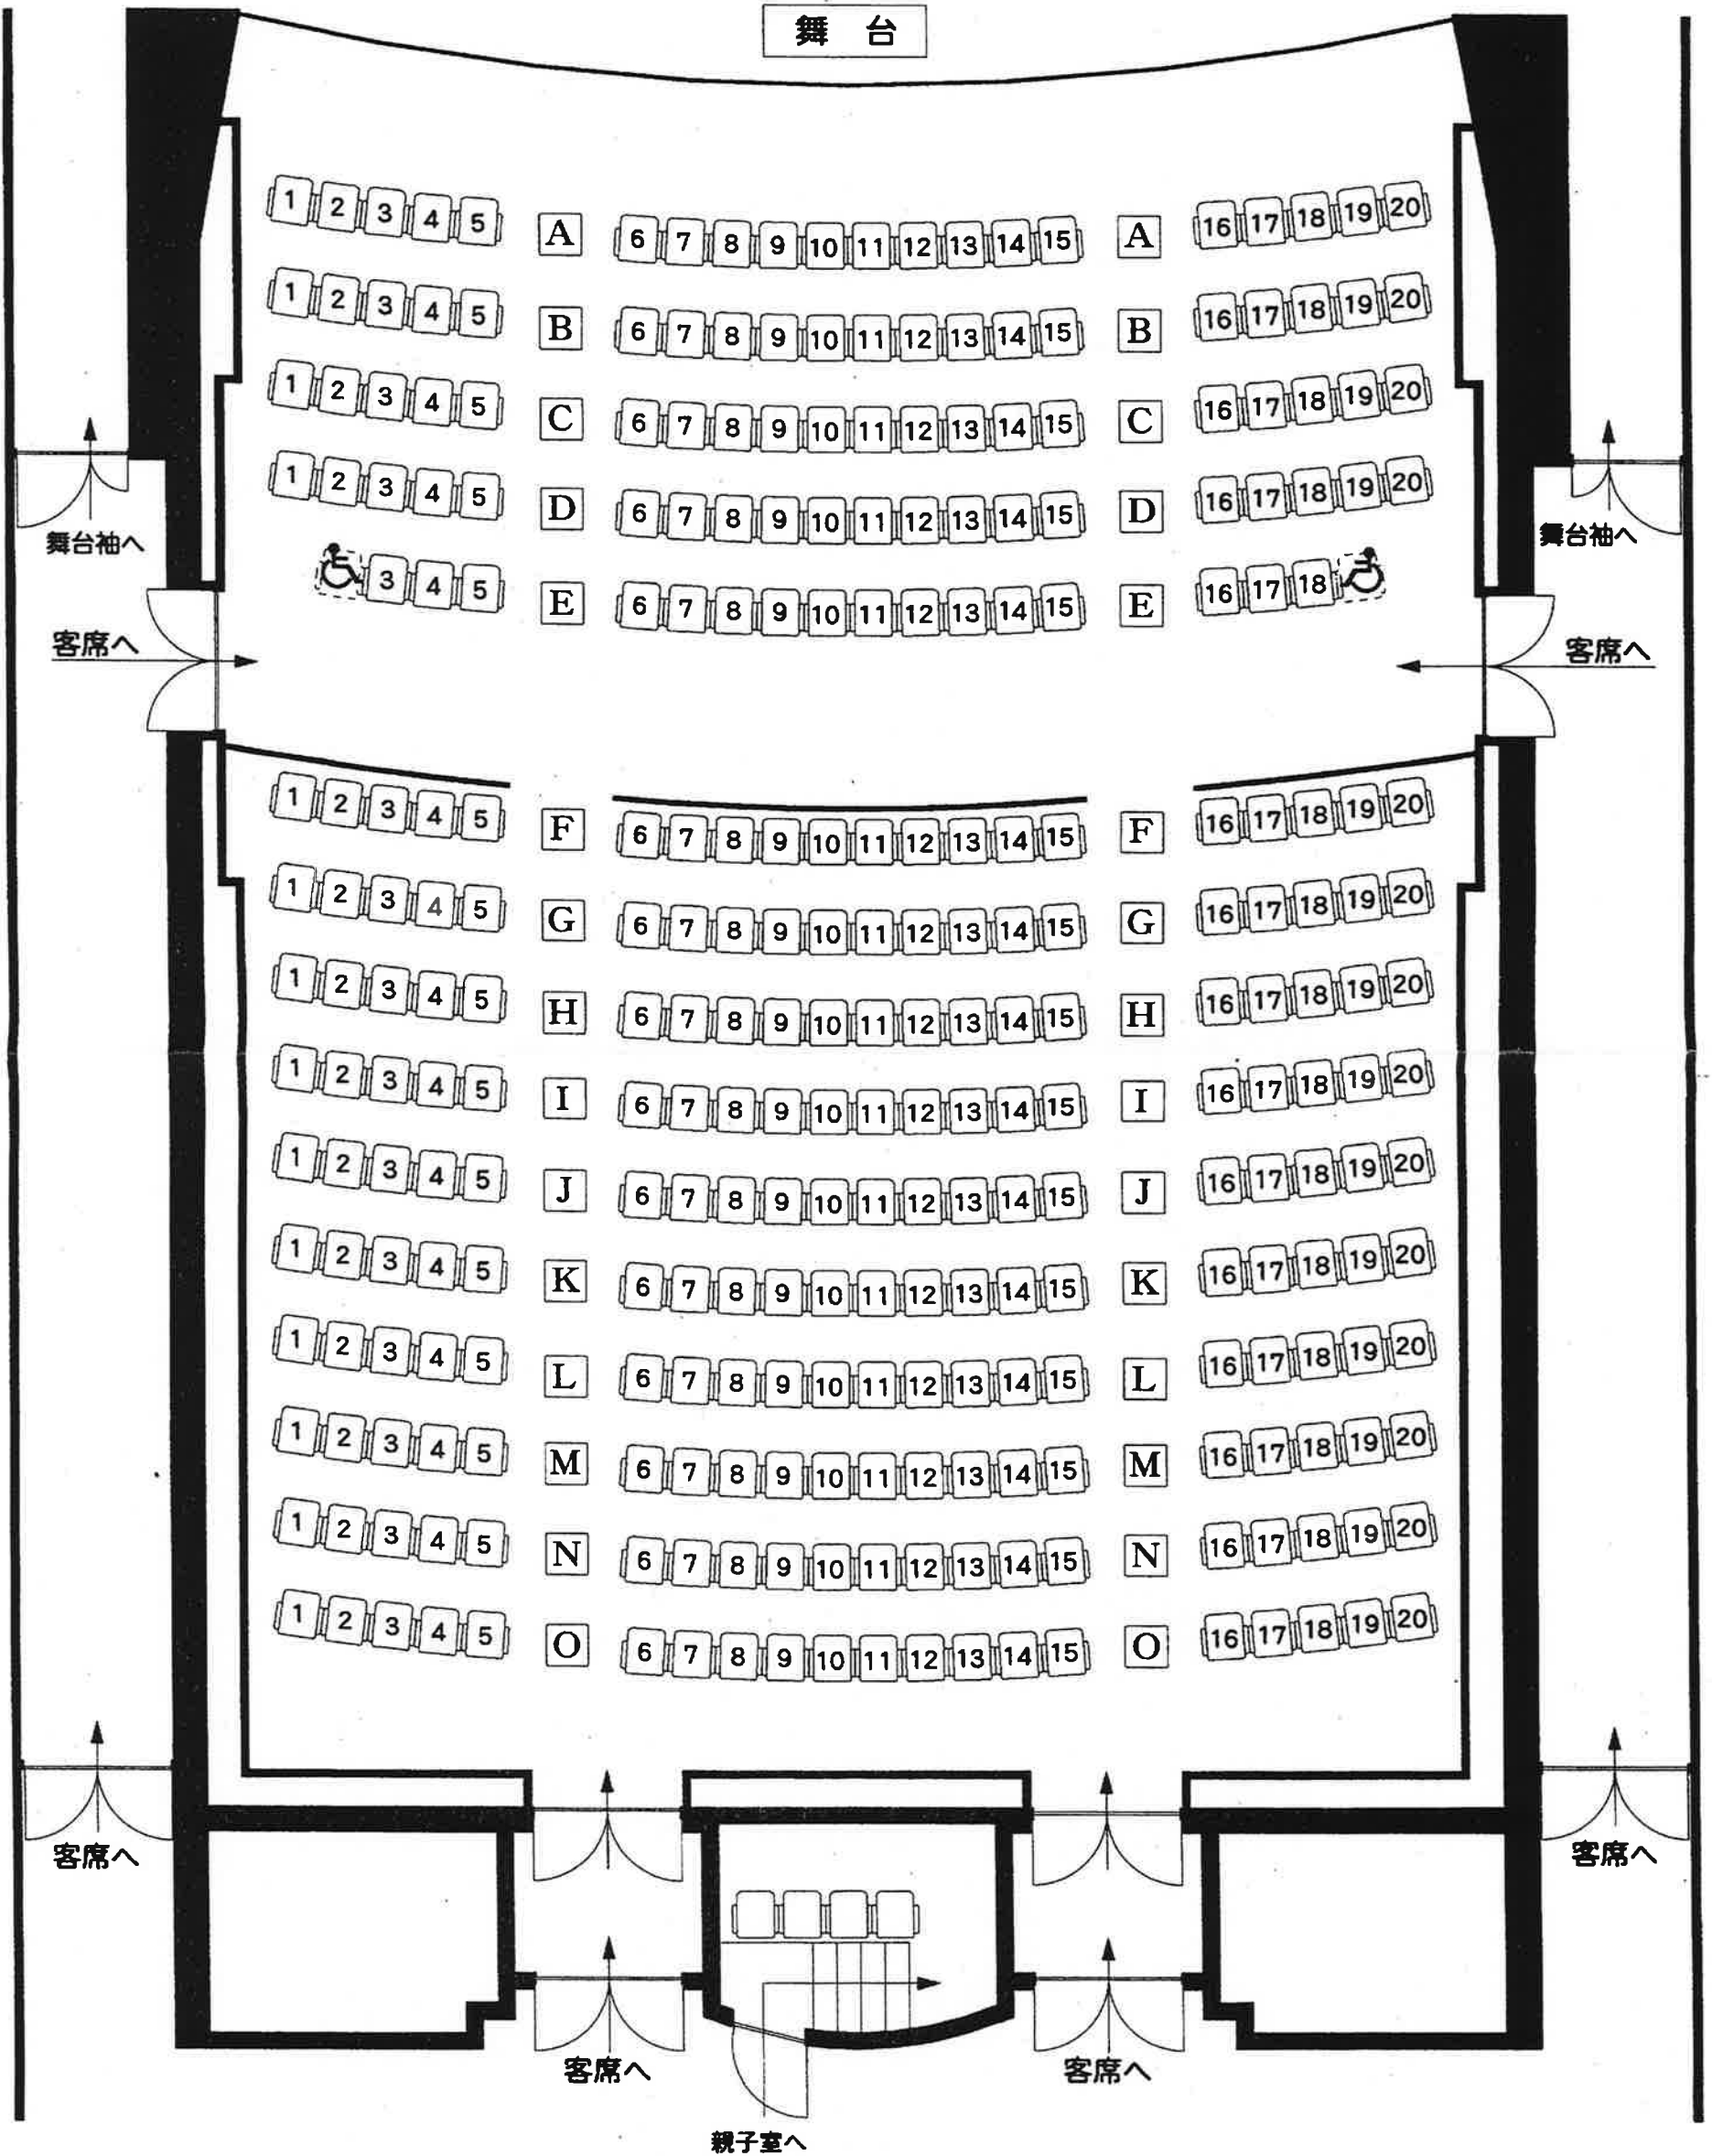 舞台
1 2 3 4 5 A 6 7 8 9 10 11 12 13 14 15 A 16 17 18 19 20
1 2 3 4 5 B 6 7 8 9 10 11 12 13 14 15 B 16 17 18 19 20
1 2 3 4 5 C 6 7 8 9 10 11 12 13 14 15 C 16 17 18 19 20
1 2 3 4 5 D 6 7 8 9 10 11 12 13 14 15 D 16 17 18 19 20
舞台袖へ
舞台袖へ
3 4 5 E 6 7 8 9 10 11 12 13 14 15 E 16 17 18
客席へ
客席へ
1 2 3 4 5 F 6 7 8 9 10 11 12 13 14 15 F 16 17 18 19 20
1 2 3 4 5 G 6 7 8 9 10 11 12 13 14 15 G 16 17 18 19 20
1 2 3 4 5 H 6 7 8 9 10 11 12 13 14 15 H 16 17 18 19 20
1 2 3 4 5 I 6 7 8 9 10 11 12 13 14 15 I 16 17 18 19 20
1 2 3 4 5 J 6 7 8 9 10 11 12 13 14 15 J 16 17 18 19 20
1 2 3 4 5 K 6 7 8 9 10 11 12 13 14 15 K 16 17 18 19 20
1 2 3 4 5 L 6 7 8 9 10 11 12 13 14 15 L 16 17 18 19 20
1 2 3 4 5 M 6 7 8 9 10 11 12 13 14 15 M 16 17 18 19 20
1 2 3 4 5 N 6 7 8 9 10 11 12 13 14 15 N 16 17 18 19 20
1 2 3 4 5 O 6 7 8 9 10 11 12 13 14 15 O 16 17 18 19 20
客席へ
客席へ
客席へ
客席へ
親子室へ